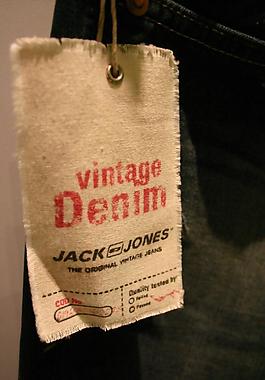 vintage
Denim
JACK JONES
THE ORIGINAL VINTAGE JEANS
Quality tested by